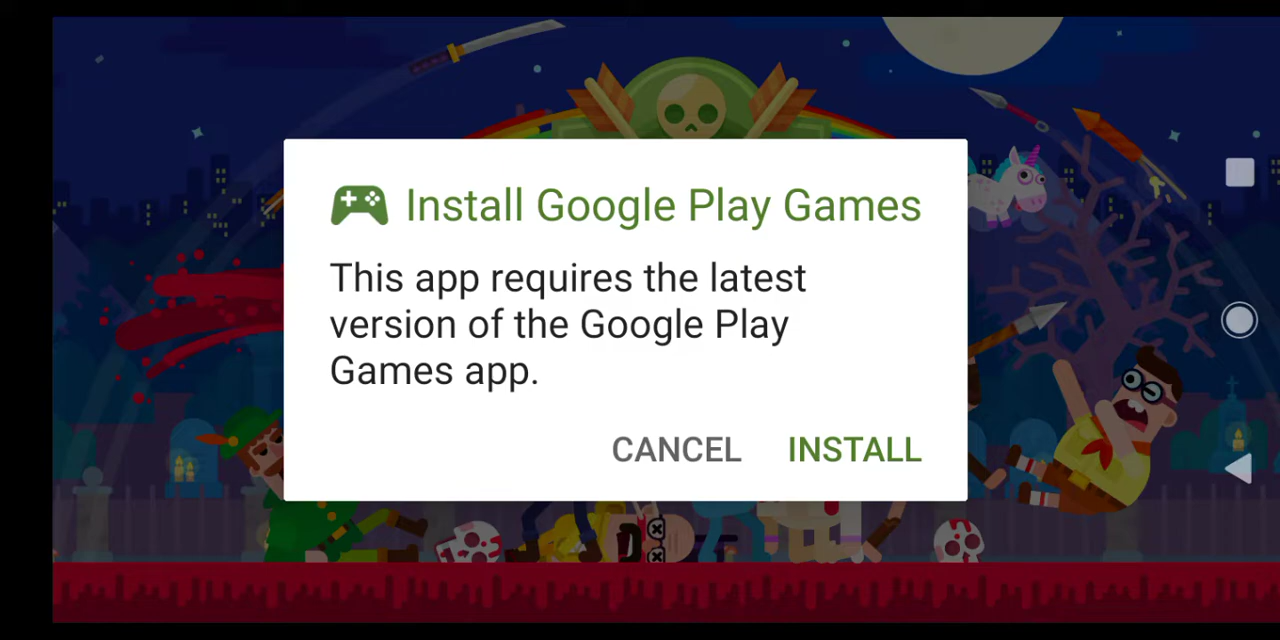 Install Google Play Games
This app requires the latest
version of the Google Play
Games app.
CANCEL INSTALL